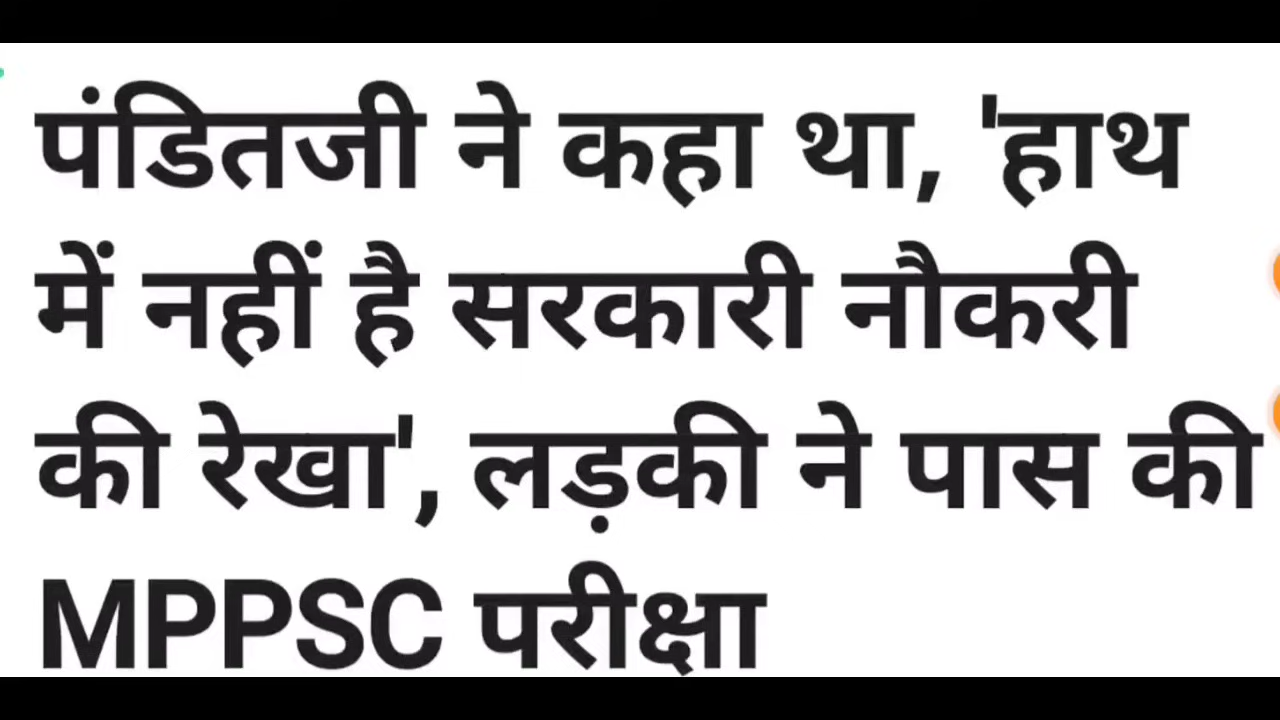 पंडितजी ने कहा था, 'हाथ
में नहीं है सरकारी नौकरी
की रेखा', लड़की ने पास की
MPPSC परीक्षा